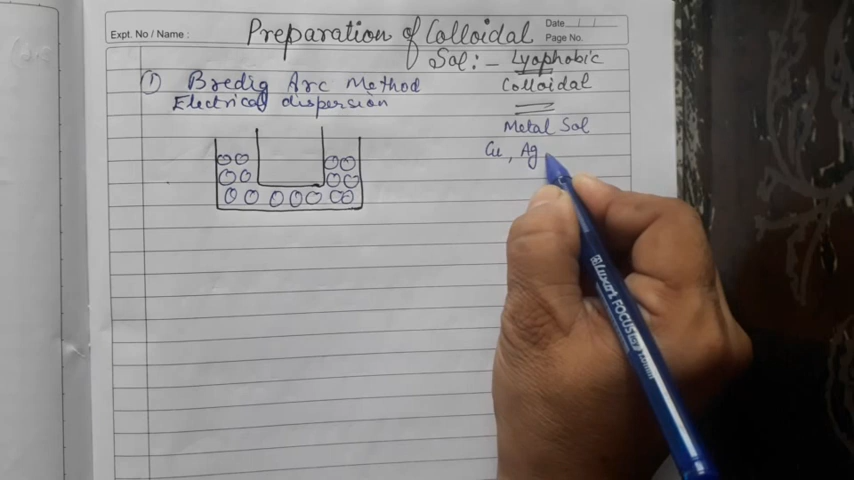 Expt. No / Name :
Date / /
Page No.
Preparation of Colloidal
Sol:- Lyophobic
Colloidal
① Bredig Arc Method
Electrical dispersion
Metal Sol
Cu, Ag
FOCUS